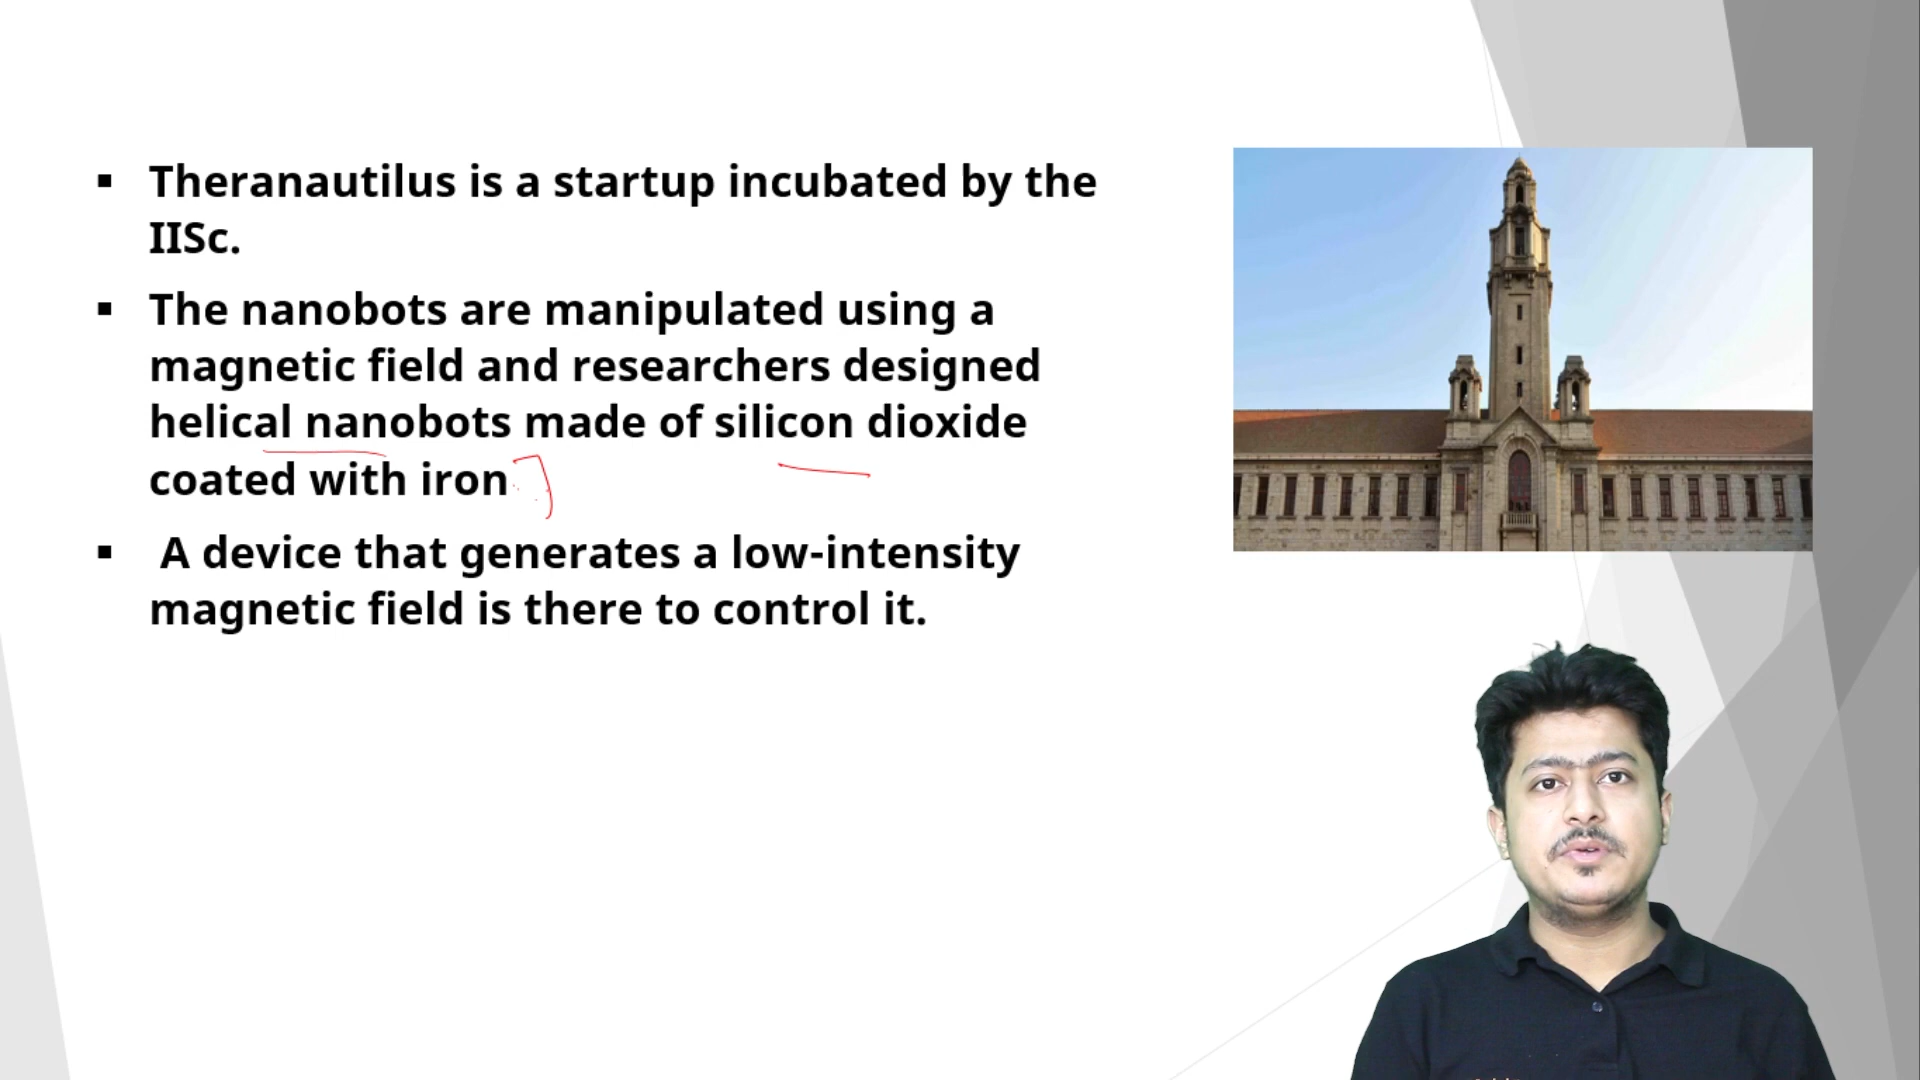 Theranautilus is a startup incubated by the
IISc.
The nanobots are manipulated using a
magnetic field and researchers designed
helical nanobots made of silicon dioxide
coated with iron
A device that generates a low-intensity
magnetic field is there to control it.